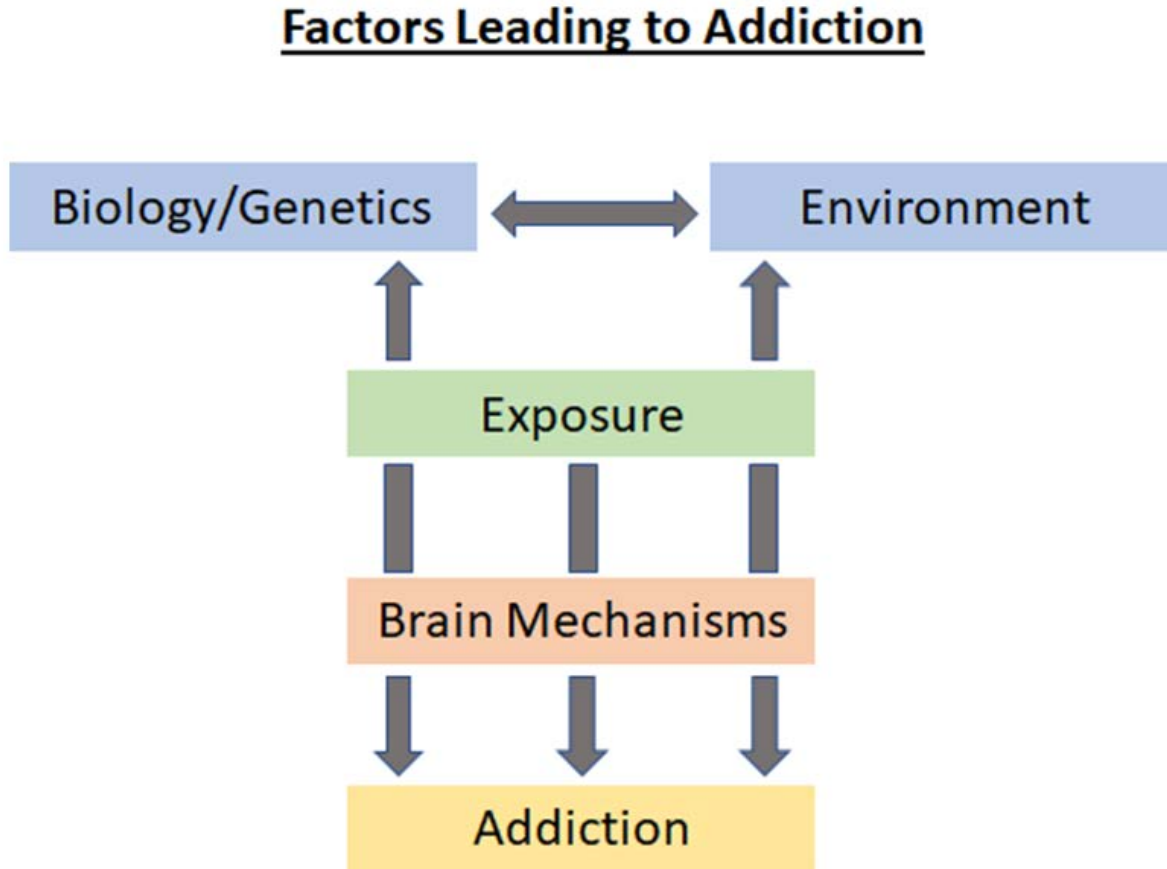 Factors Leading to Addiction
Biology/Genetics
Environment
Exposure
Brain Mechanisms
Addiction